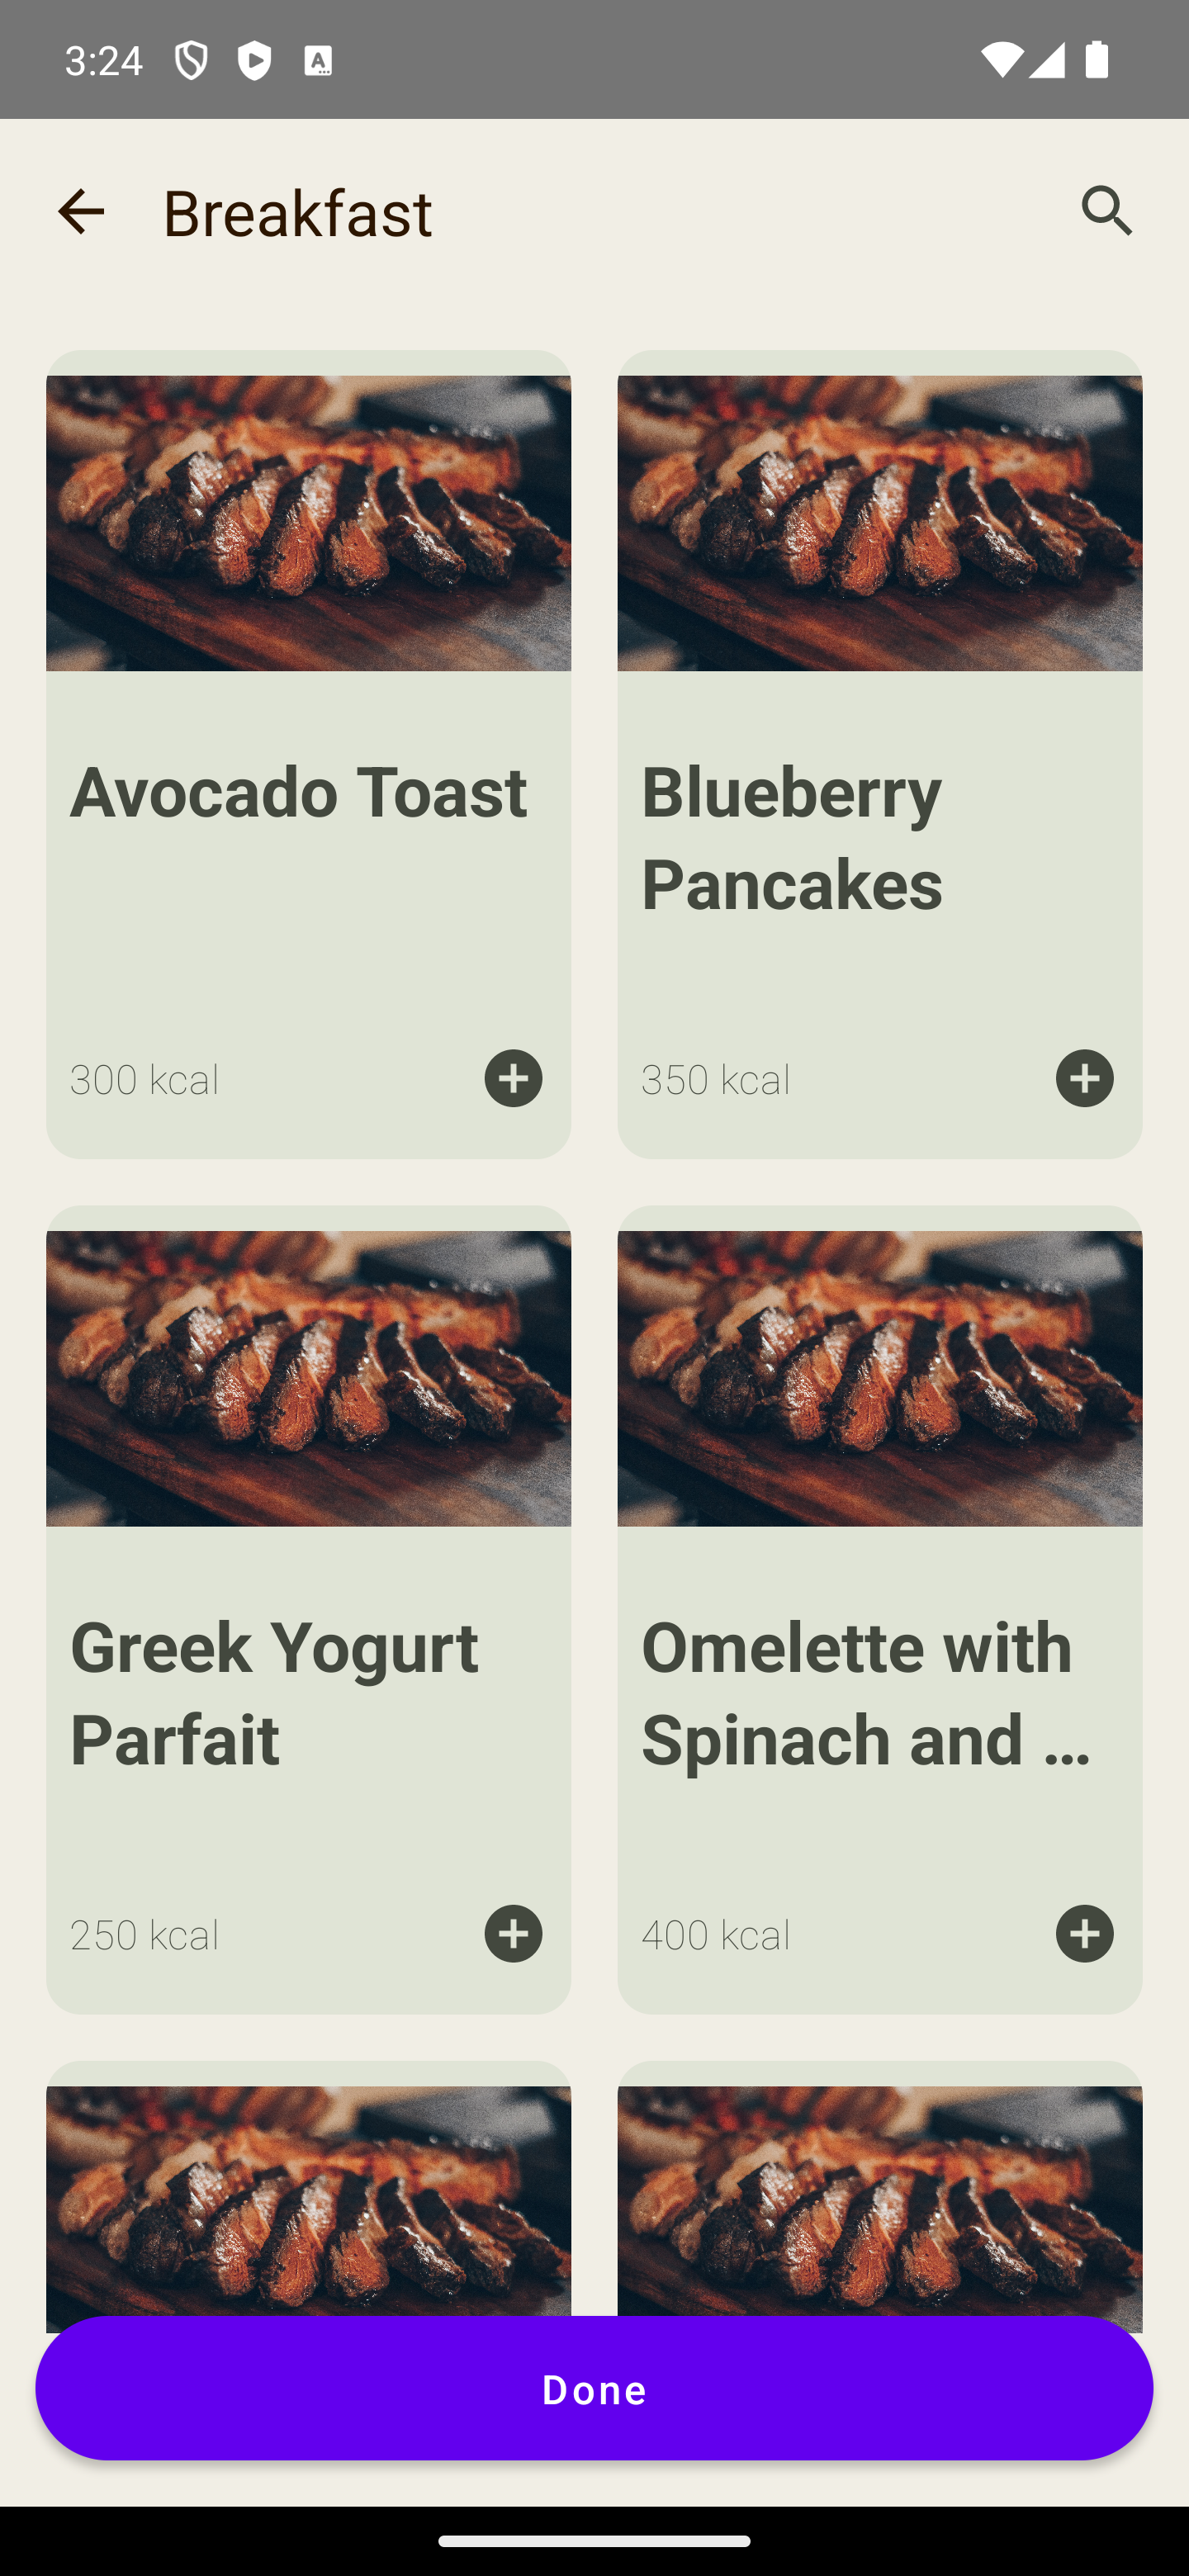 3:24
Breakfast
Avocado Toast
300 kcal
Blueberry
Pancakes
350 kcal
Greek Yogurt
Parfait
250 kcal
Omelette with
Spinach and ...
400 kcal
Done